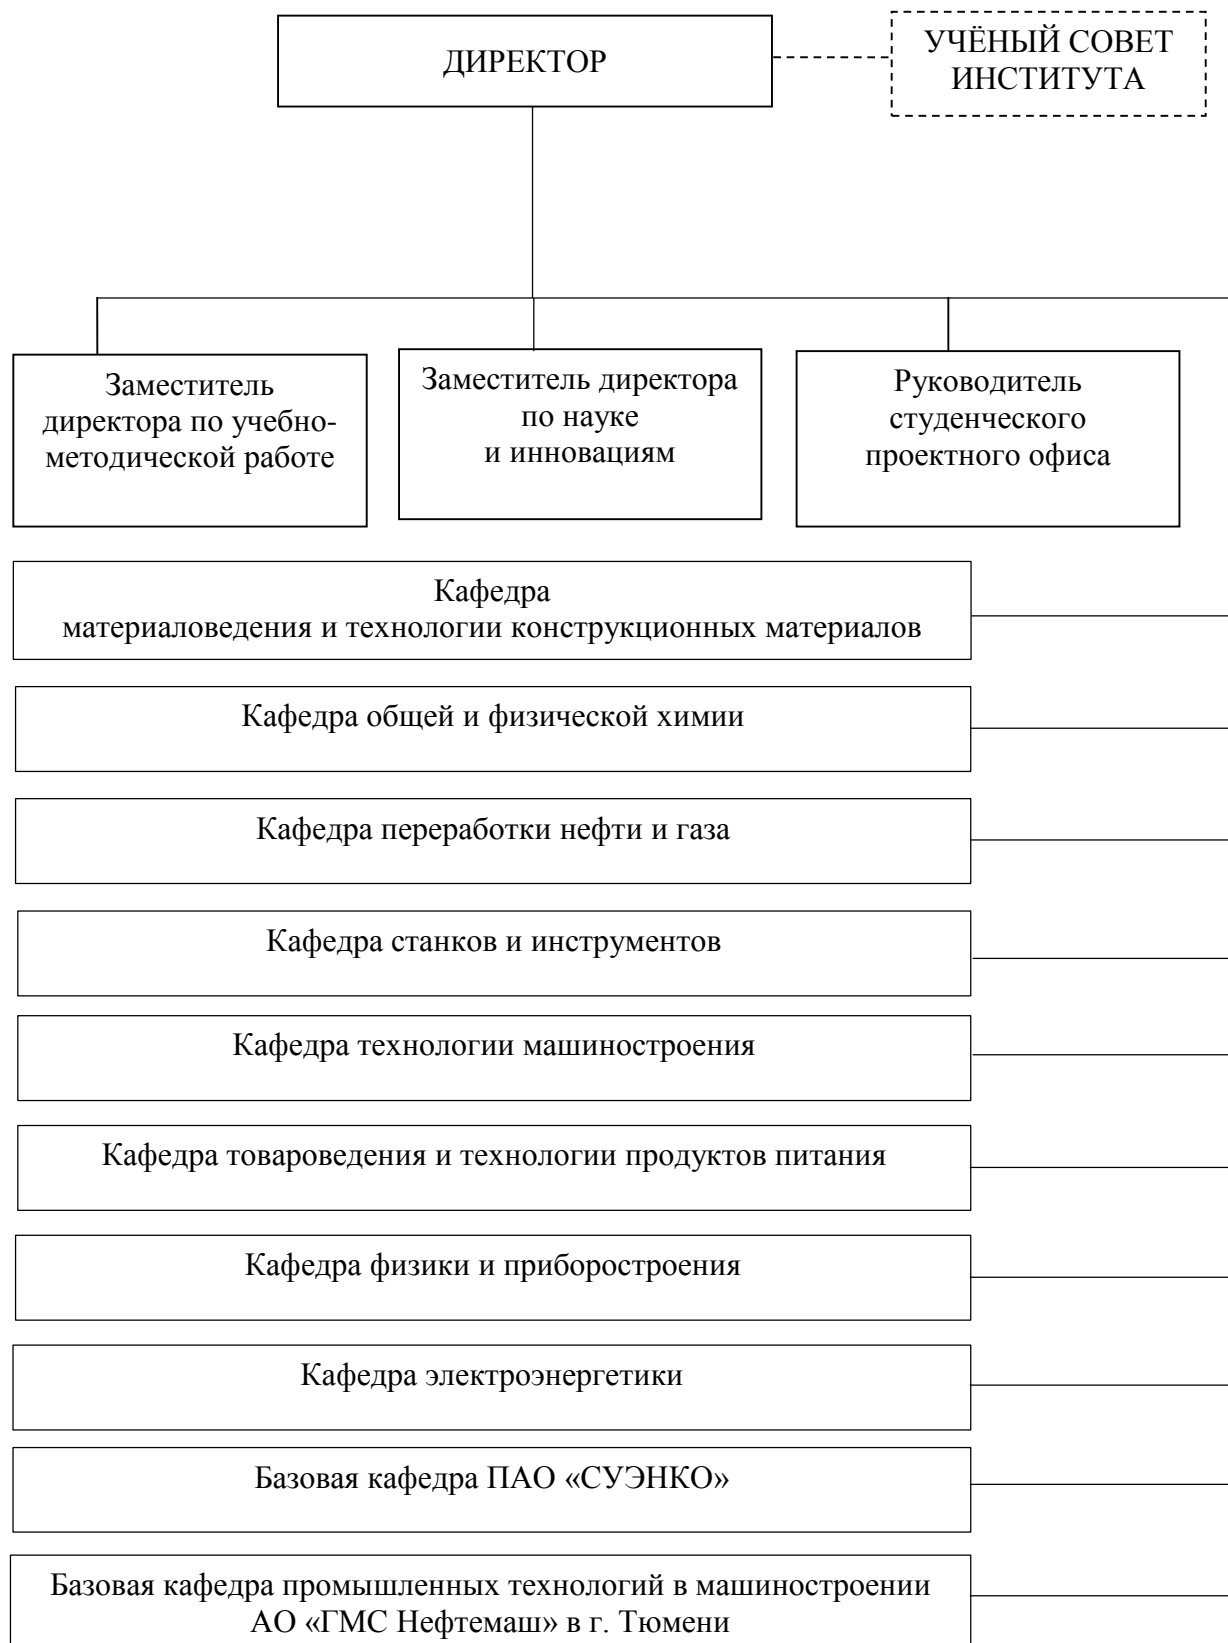 ДИРЕКТОР
УЧЁНЫЙ СОВЕТ
ИНСТИТУТА
Заместитель
директора по учебно-
методической работе
Заместитель директора
по науке
и инновациям
Руководитель
студенческого
проектного офиса
Кафедра
материаловедения и технологии конструкционных материалов
Кафедра общей и физической химии
Кафедра переработки нефти и газа
Кафедра станков и инструментов
Кафедра технологии машиностроения
Кафедра товароведения и технологии продуктов питания
Кафедра физики и приборостроения
Кафедра электроэнергетики
Базовая кафедра ПАО «СУЭНКО»
Базовая кафедра промышленных технологий в машиностроении
АО «ГМС Нефтемаш» в г. Тюмени